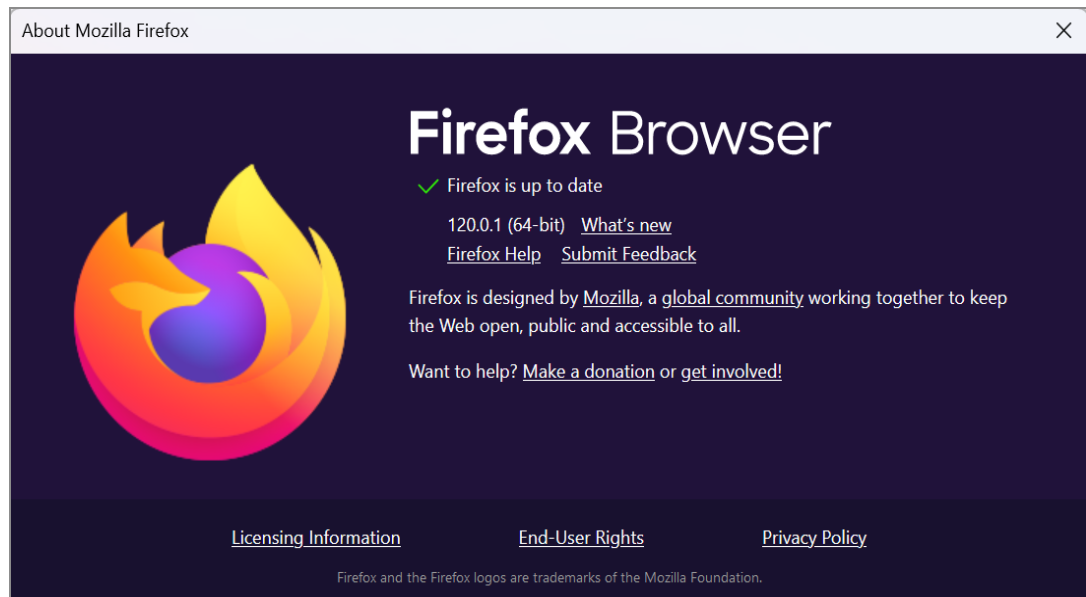 About Mozilla Firefox
Firefox Browser
Firefox is up to date
120.0.1 (64-bit) What's new
Firefox Help Submit Feedback
Firefox is designed by Mozilla, a global community working together to keep
the Web open, public and accessible to all.
Want to help? Make a donation or get involved!
Licensing Information End-User Rights Privacy Policy
Firefox and the Firefox logos are trademarks of the Mozilla Foundation.